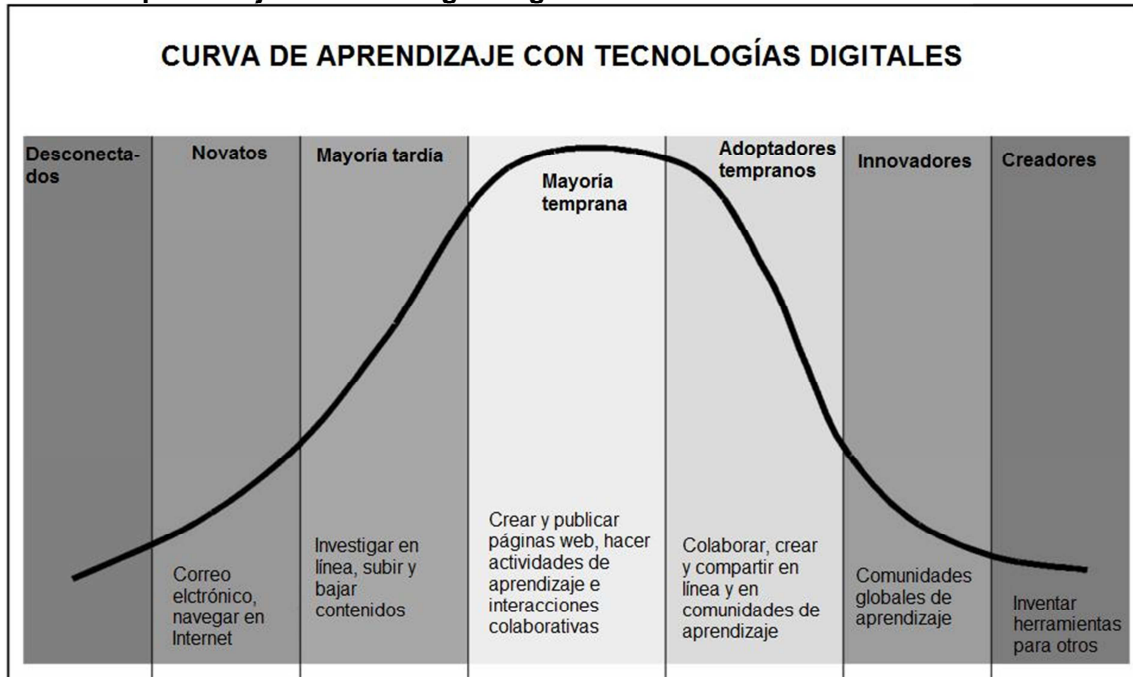 CURVA DE APRENDIZAJE CON TECNOLOGÍAS DIGITALES
Desconecta-
dos
Novatos
Mayoría tardía
Mayoría
temprana
Adoptadores
tempranos
Innovadores
Creadores
Correo
elctrónico,
navegar en
Internet
Investigar en
línea, subir y
bajar
contenidos
Crear y publicar
páginas web, hacer
actividades de
aprendizaje e
interacciones
colaborativas
Colaborar, crear
y compartir en
línea y en
comunidades de
aprendizaje
Comunidades
globales de
aprendizaje
Inventar
herramientas
para otros